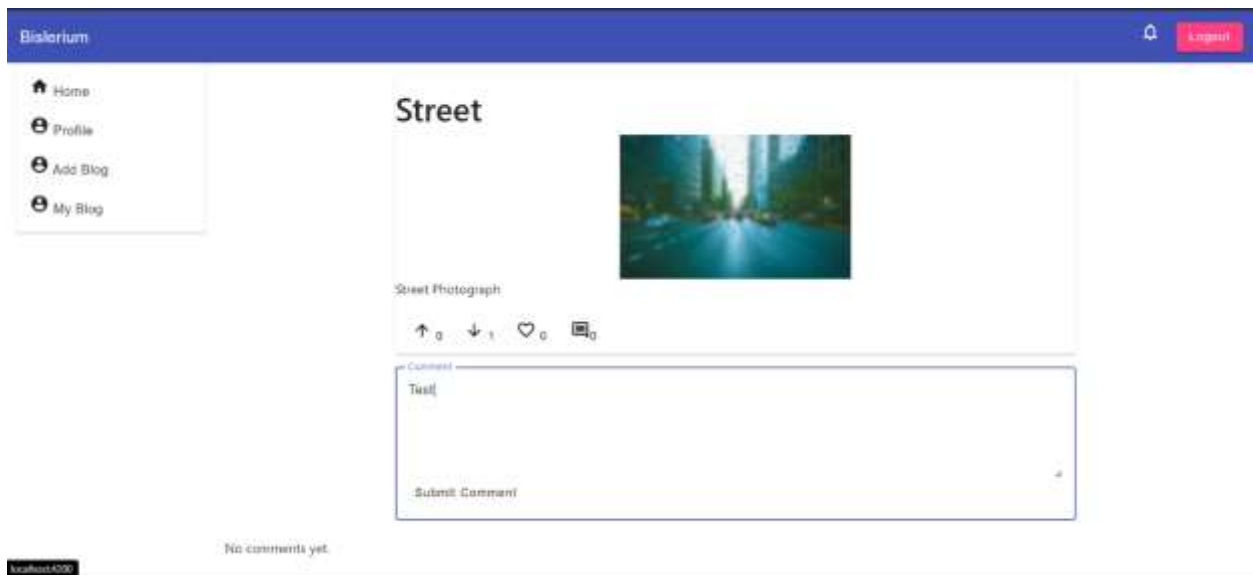 Bislerium
Logout
Home
Profile
Add Blog
My Blog
Street
Street Photograph
0 1 0 0
Comment
Test
Submit Comment
No comments yet.
localhost:4200